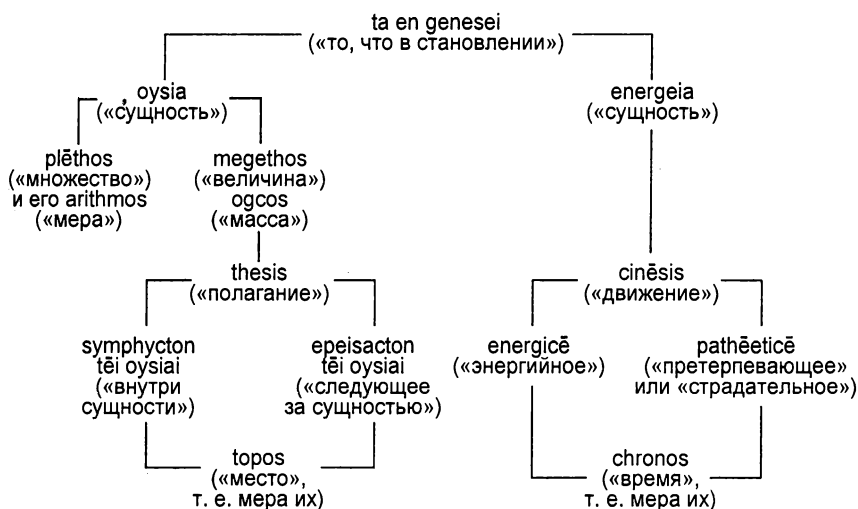 ta en genesei
(«то, что в становлении»)
oysia
(«сущность»)
energeia
(«сущность»)
plēthos
(«множество»)
и его arithmos
(«мера»)
megethos
(«величина»)
ogcos
(«масса»)
thesis
(«полагание»)
cinēsis
(«движение»)
symphycton
tēi oysiai
(«внутри
сущности»)
epeisacton
tēi oysiai
(«следующее
за сущностью»)
energicē
(«энергийное»)
pathēeticē
(«претерпевающее»
или «страдательное»)
topos
(«место»,
т. е. мера их)
chronos
(«время»,
т. е. мера их)